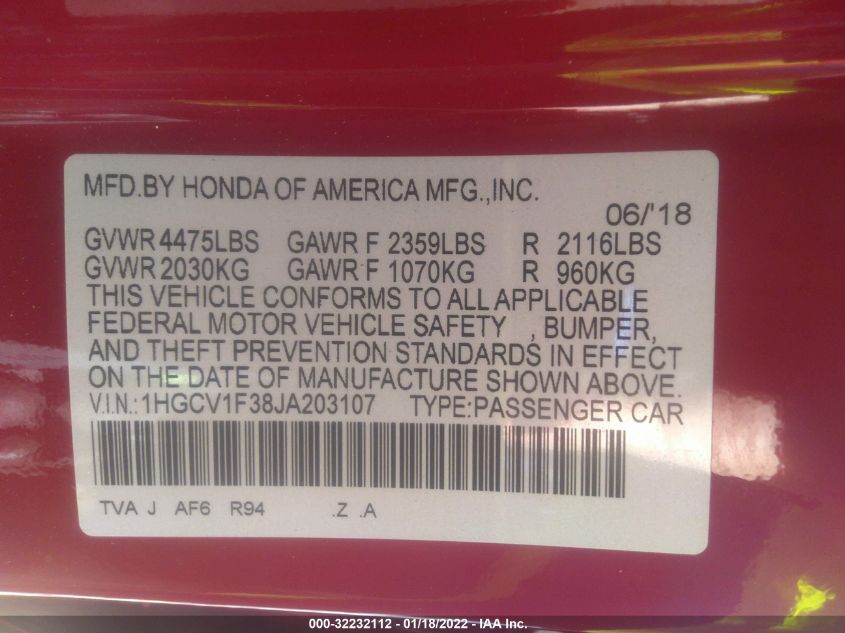 MFD.BY HONDA OF AMERICA MFG.,INC.
06/'18
GVWR 4475LBS GAWR F 2359LBS R 2116LBS
GVWR 2030KG GAWR F 1070KG R 960KG
THIS VEHICLE CONFORMS TO ALL APPLICABLE
FEDERAL MOTOR VEHICLE SAFETY , BUMPER,
AND THEFT PREVENTION STANDARDS IN EFFECT
ON THE DATE OF MANUFACTURE SHOWN ABOVE.
V.I.N.:1HGCV1F38JA203107 TYPE:PASSENGER CAR
TVA J AF6 R94 .Z .A
000-32232112 - 01/18/2022 - IAA Inc.